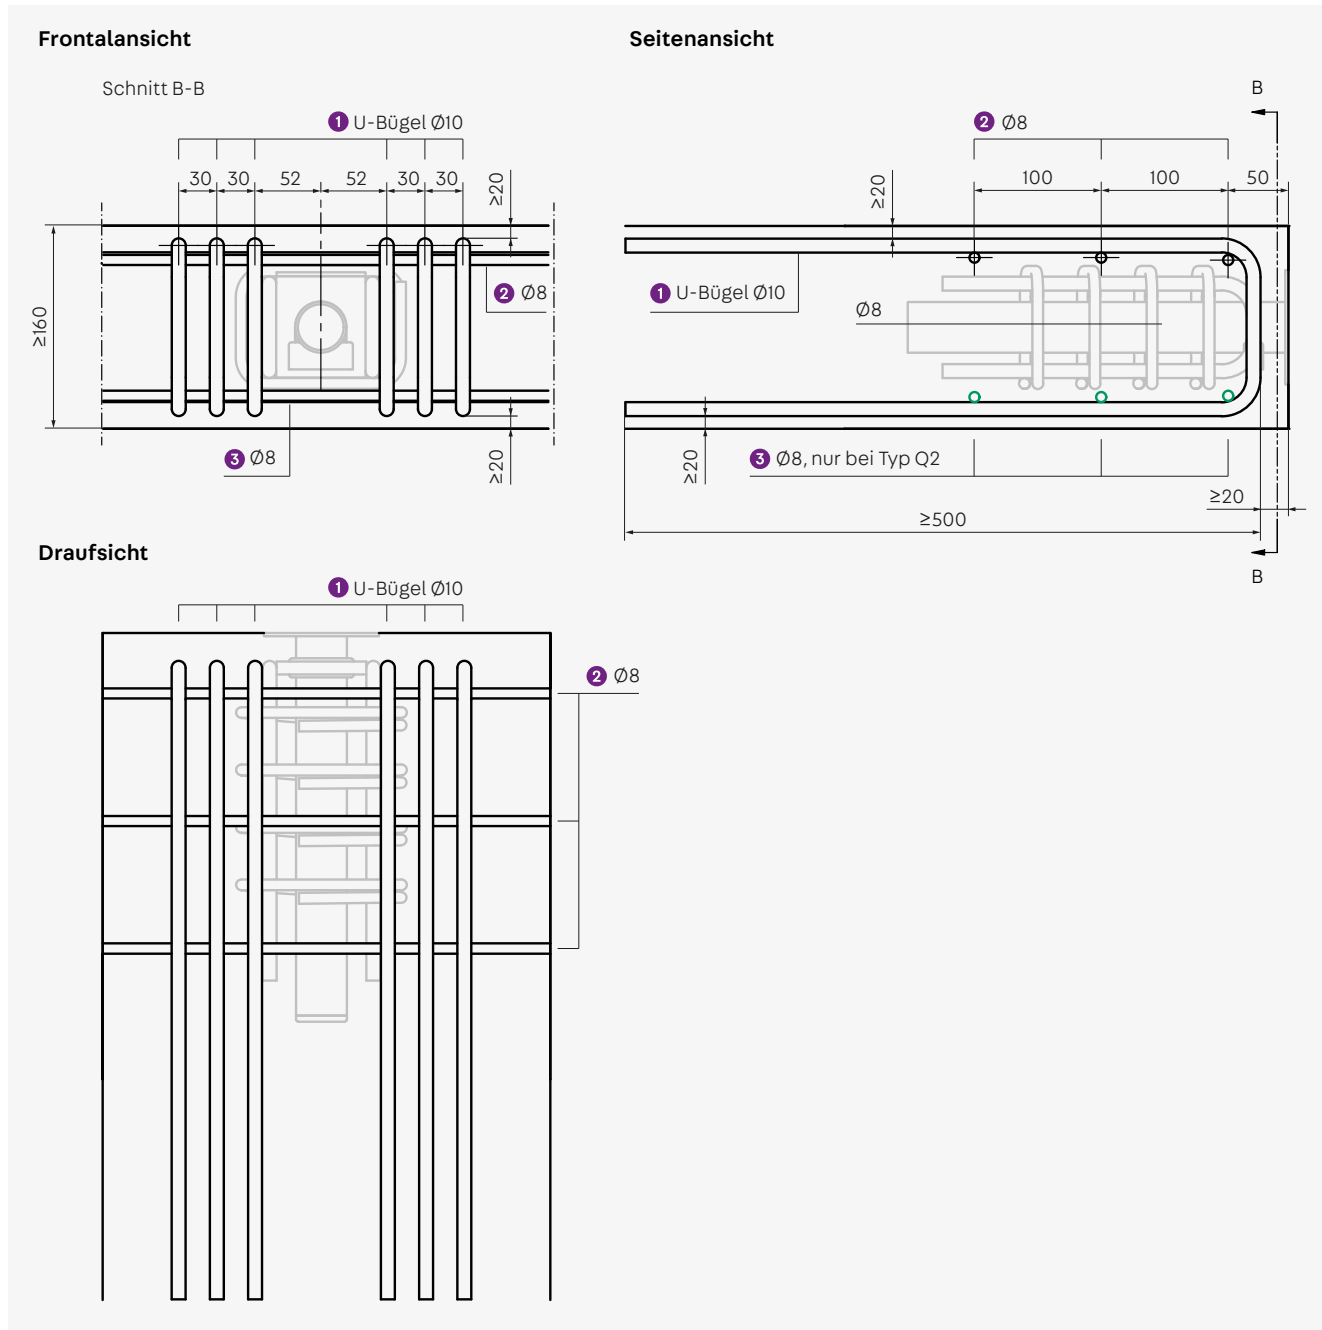 Frontalansicht
Schnitt B-B
1 U-Bügel Ø10
30 30 52 52 30 30
≥20
≥160
2 Ø8
3 Ø8
≥20
Seitenansicht
B
2 Ø8
100 100 50
≥20
1 U-Bügel Ø10
Ø8
≥20
3 Ø8, nur bei Typ Q2
≥20
≥500
B
Draufsicht
1 U-Bügel Ø10
2 Ø8